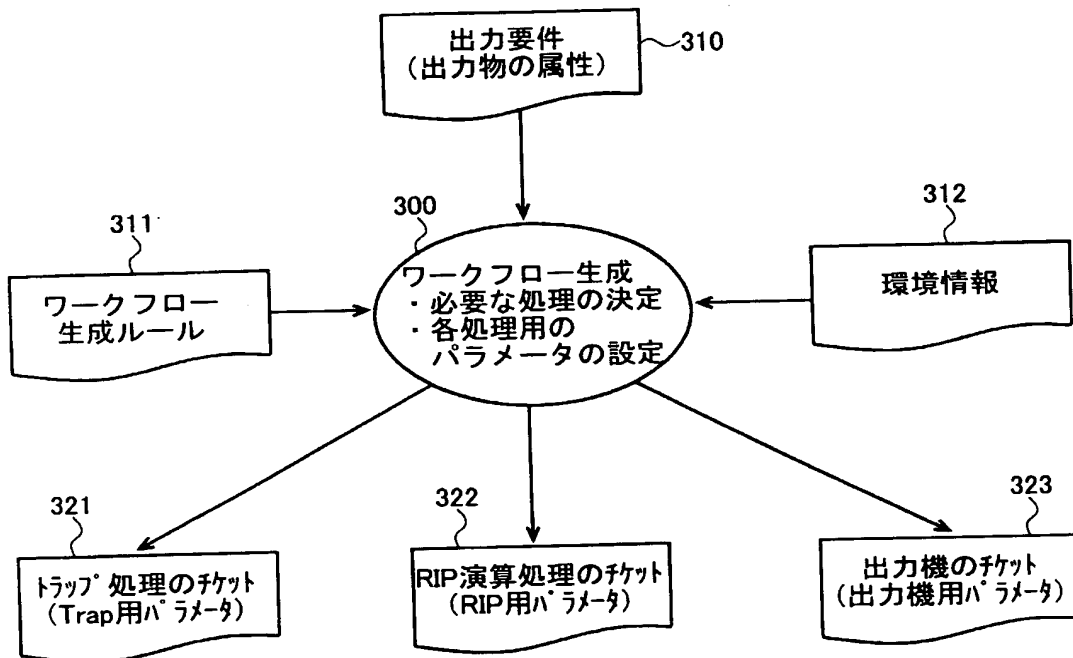 出力要件
(出力物の属性)
310
311
300
312
ワークフロー
生成ルール
ワークフロー生成
・必要な処理の決定
・各処理用の
パラメータの設定
環境情報
321
322
323
ﾄﾗｯﾌﾟ処理のﾁｹｯﾄ
(Trap用ﾊﾟﾗﾒｰﾀ)
RIP演算処理のﾁｹｯﾄ
(RIP用ﾊﾟﾗﾒｰﾀ)
出力機のﾁｹｯﾄ
(出力機用ﾊﾟﾗﾒｰﾀ)